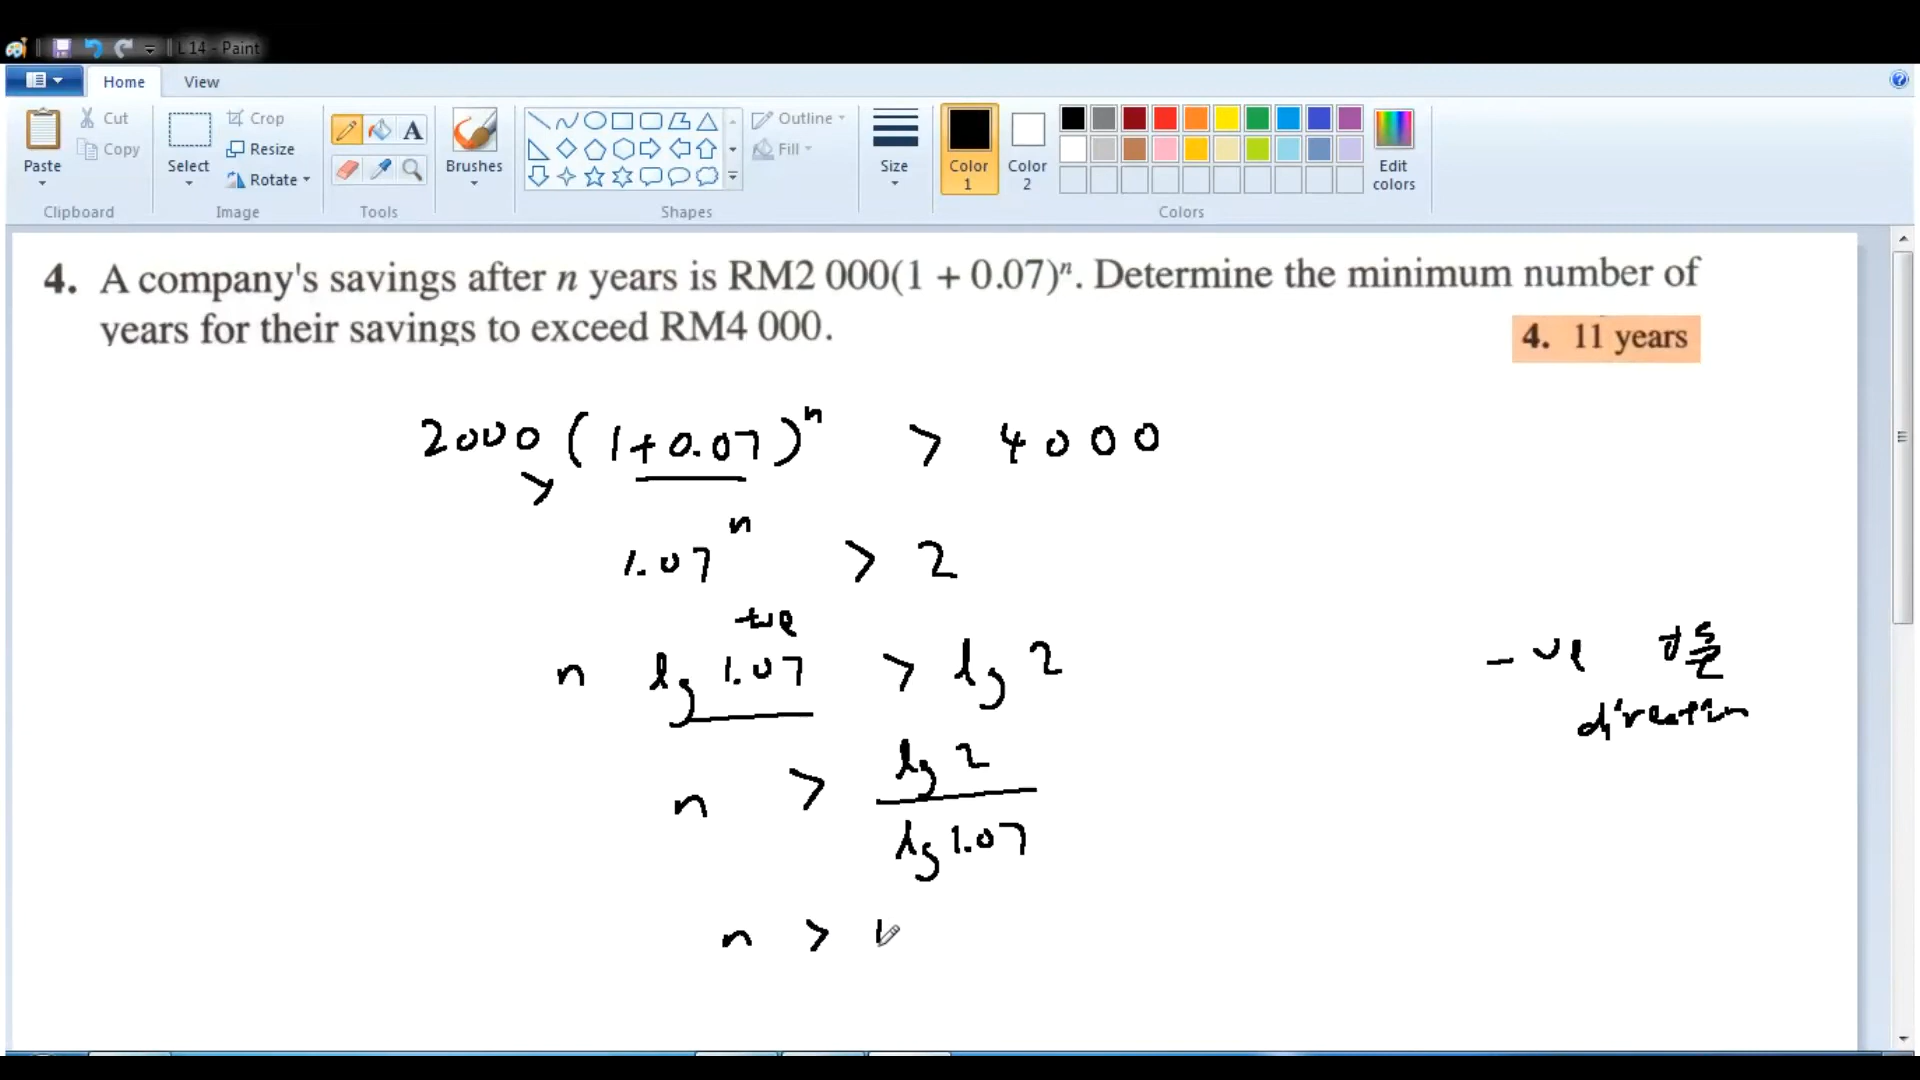 L 14 - Paint
Home View
Paste
Cut
Copy
Clipboard
Select
Crop
Resize
Rotate
Image
A
Tools
Brushes
Shapes
Outline
Fill
Size
Color 1
Color 2
Edit colors
Colors
4. A company's savings after n years is RM2 000(1 + 0.07)ⁿ. Determine the minimum number of
years for their savings to exceed RM4 000.
4. 11 years
2000 (1+0.07)ⁿ > 4000
>
1.07ⁿ > 2
+ve
n lg 1.07 > lg 2
-ve
direction
n > lg 2 / lg 1.07
n > 1